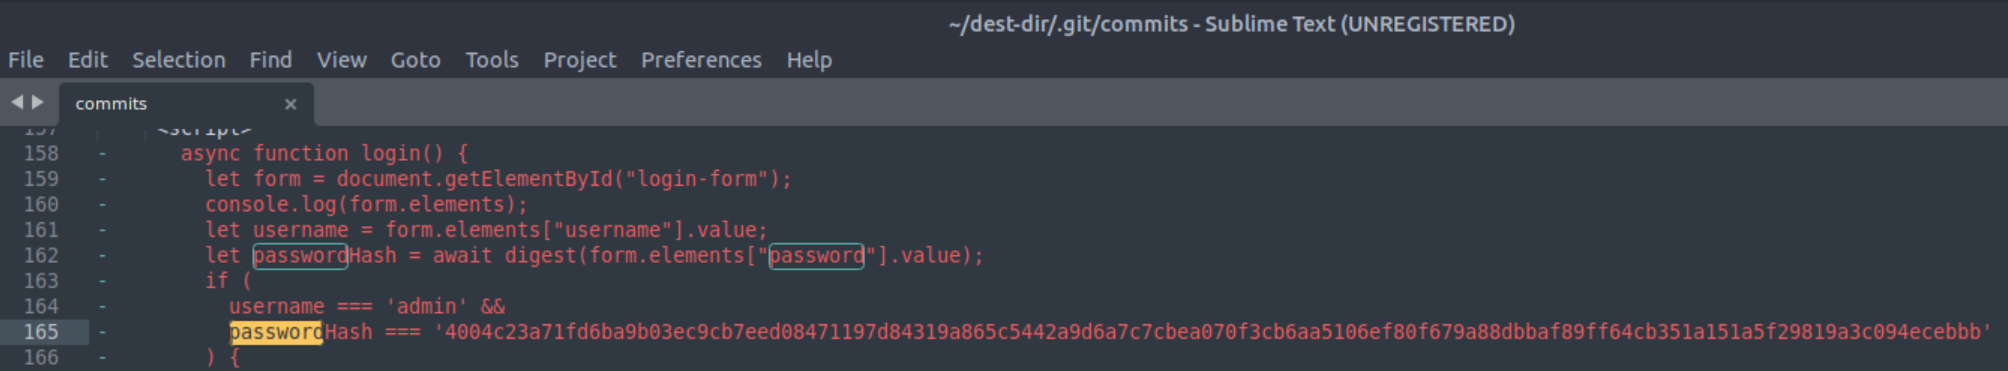 ~/dest-dir/.git/commits - Sublime Text (UNREGISTERED)
File Edit Selection Find View Goto Tools Project Preferences Help
commits
157 <script>
158 - async function login() {
159 - let form = document.getElementById("login-form");
160 - console.log(form.elements);
161 - let username = form.elements["username"].value;
162 - let passwordHash = await digest(form.elements["password"].value);
163 - if (
164 - username === 'admin' &&
165 - passwordHash === '4004c23a71fd6ba9b03ec9cb7eed08471197d84319a865c5442a9d6a7c7cbea070f3cb6aa5106ef80f679a88dbbaf89ff64cb351a151a5f29819a3c094ecebbb'
166 - ) {